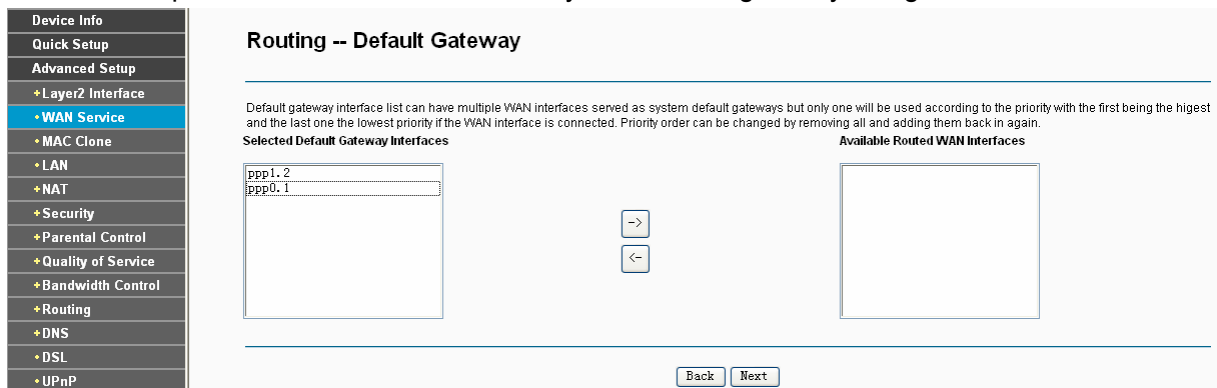 Device Info
Quick Setup
Advanced Setup
+Layer2 Interface
•WAN Service
•MAC Clone
•LAN
+NAT
+Security
+Parental Control
+Quality of Service
+Bandwidth Control
+Routing
+DNS
•DSL
•UPnP
Routing -- Default Gateway
Default gateway interface list can have multiple WAN interfaces served as system default gateways but only one will be used according to the priority with the first being the higest
and the last one the lowest priority if the WAN interface is connected. Priority order can be changed by removing all and adding them back in again.
Selected Default Gateway Interfaces
Available Routed WAN Interfaces
ppp1.2
ppp0.1
->
<-
Back Next